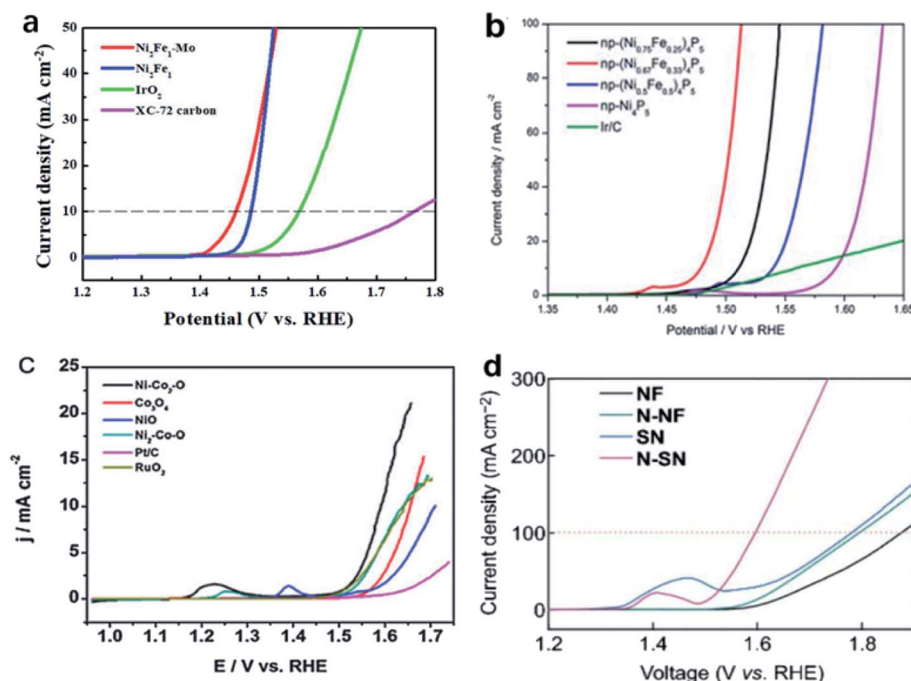 a
Current density (mA cm⁻²)
50
40
30
20
10
0
Ni₂Fe₁-Mo
Ni₂Fe₁
IrO₂
XC-72 carbon
1.2 1.3 1.4 1.5 1.6 1.7 1.8
Potential (V vs. RHE)
b
Current density / mA cm⁻²
100
80
60
40
20
0
np-(Ni₀.₇₅Fe₀.₂₅)₄P₅
np-(Ni₀.₆₇Fe₀.₃₃)₄P₅
np-(Ni₀.₅Fe₀.₅)₄P₅
np-Ni₄P₅
Ir/C
1.35 1.40 1.45 1.50 1.55 1.60 1.65
Potential / V vs RHE
c
j / mA cm⁻²
25
20
15
10
5
0
Ni-Co₂-O
Co₃O₄
NiO
Ni₂-Co-O
Pt/C
RuO₂
1.0 1.1 1.2 1.3 1.4 1.5 1.6 1.7
E / V vs. RHE
d
Current density (mA cm⁻²)
300
200
100
0
NF
N-NF
SN
N-SN
1.2 1.4 1.6 1.8
Voltage (V vs. RHE)